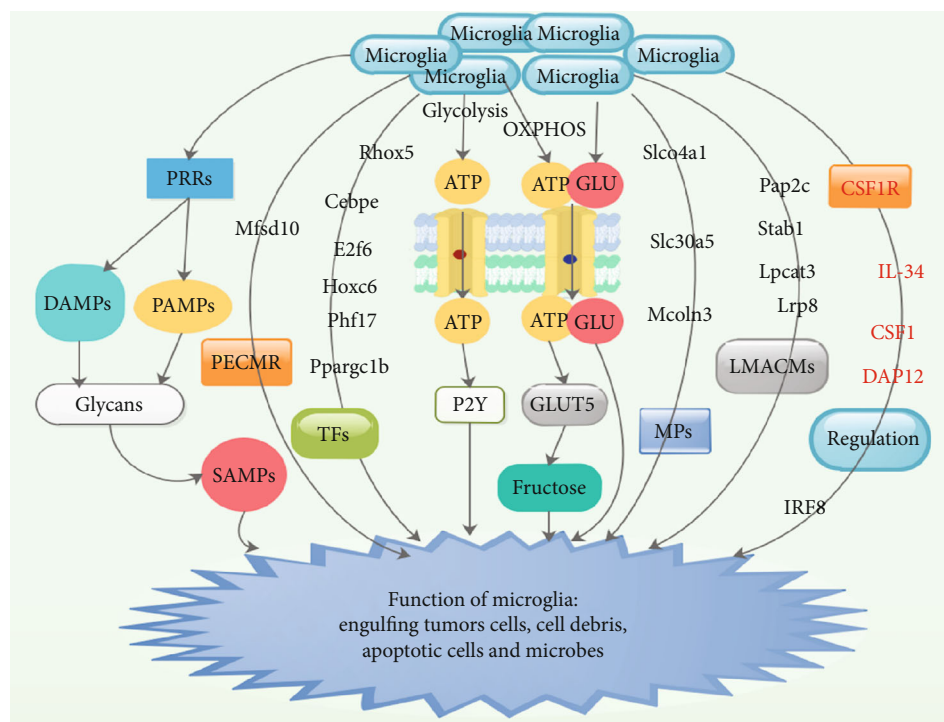 Microglia
Microglia
Microglia
Microglia
Microglia
Microglia
Glycolysis
OXPHOS
Rhox5
Slco4a1
PRRs
ATP
ATP
GLU
Pap2c
CSF1R
Cebpe
Mfsd10
Stab1
E2f6
Slc30a5
Lpcat3
IL-34
Hoxc6
DAMPs
PAMPs
Lrp8
Phf17
ATP
ATP
GLU
Mcoln3
CSF1
PECMR
Ppargc1b
LMACMs
DAP12
Glycans
P2Y
GLUT5
TFs
MPs
Regulation
SAMPs
Fructose
IRF8
Function of microglia:
engulfing tumors cells, cell debris,
apoptotic cells and microbes